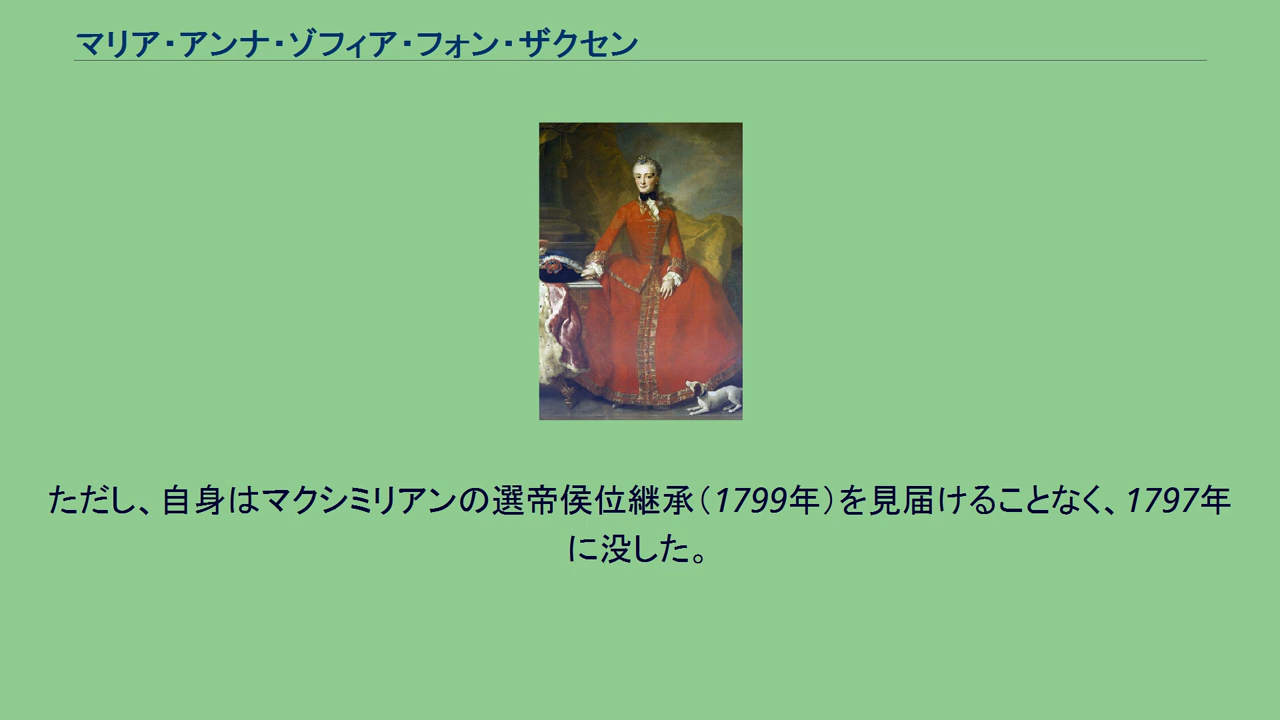 マリア・アンナ・ゾフィア・フォン・ザクセン
ただし、自身はマクシミリアンの選帝侯位継承（1799年）を見届けることなく、1797年
に没した。